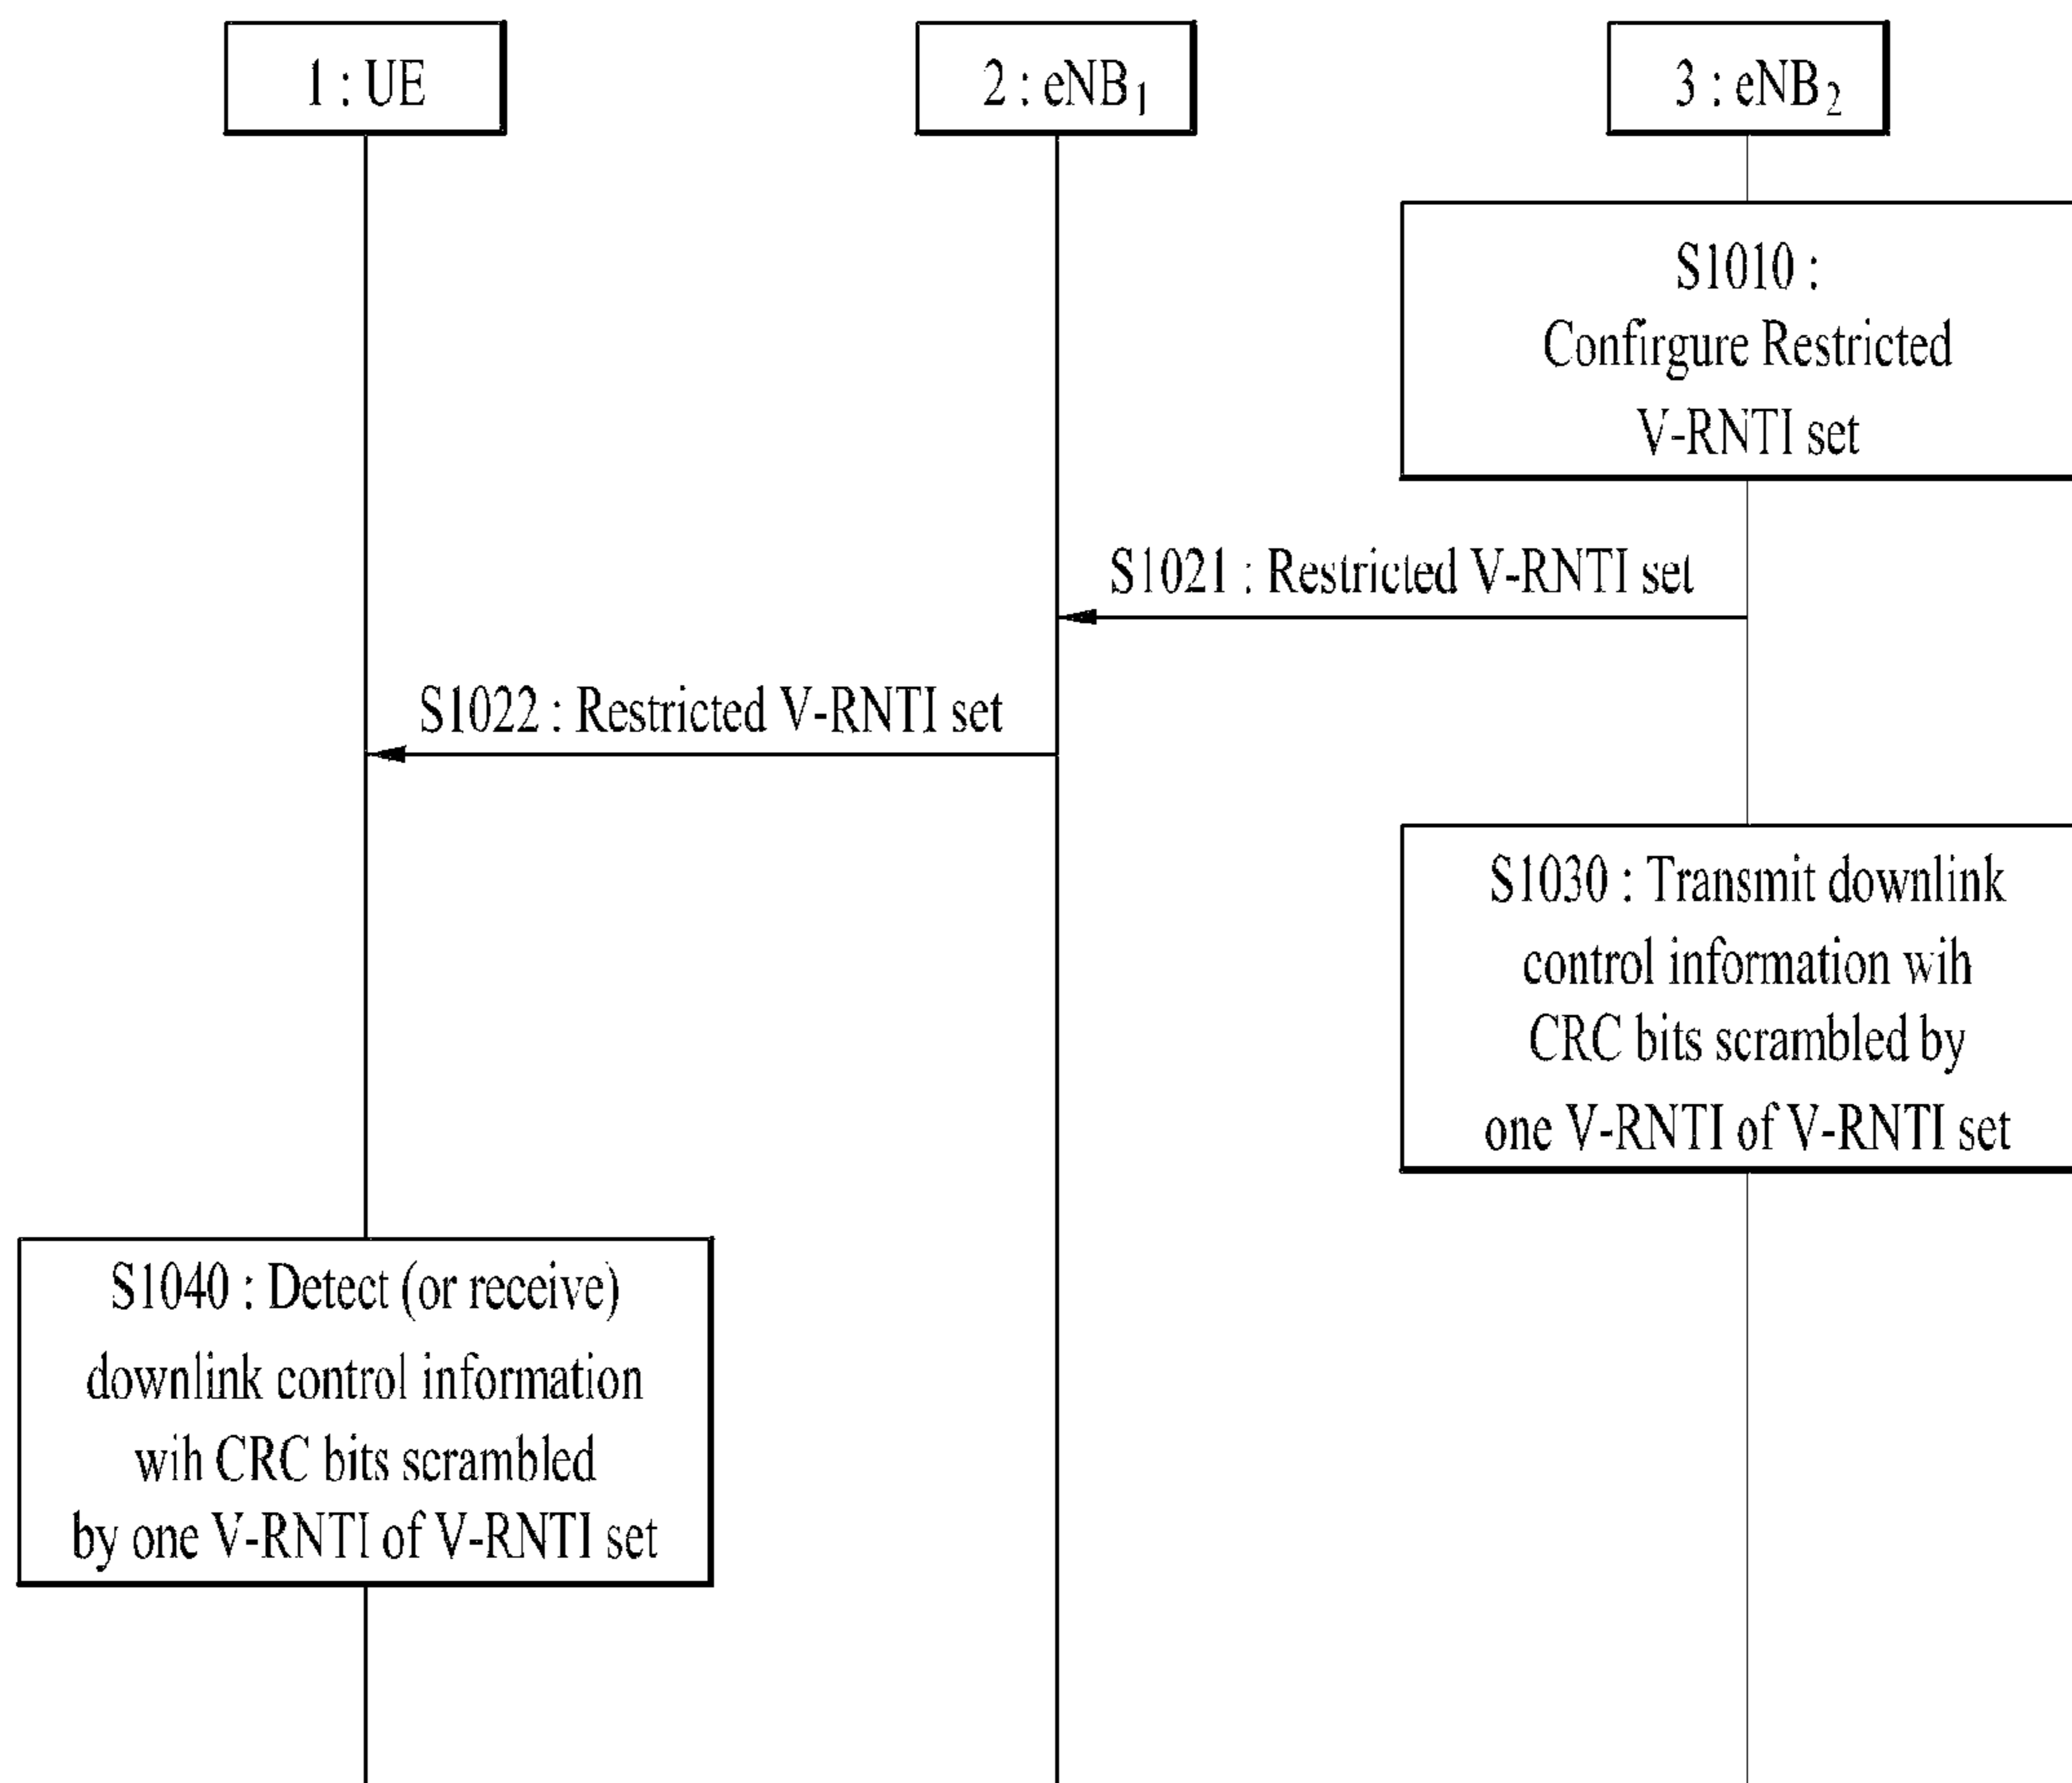 1 : UE
2 : eNB1
3 : eNB2
S1010 :
Confirgure Restricted
V-RNTI set
S1021 : Restricted V-RNTI set
S1022 : Restricted V-RNTI set
S1030 : Transmit downlink
control information wih
CRC bits scrambled by
one V-RNTI of V-RNTI set
S1040 : Detect (or receive)
downlink control information
wih CRC bits scrambled
by one V-RNTI of V-RNTI set